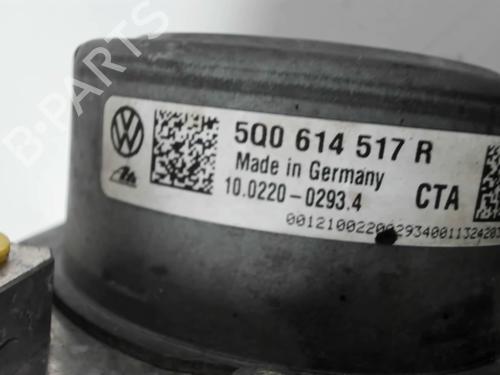 5Q0 614 517 R
Made in Germany
10.0220-0293.4 CTA
B-PARTS